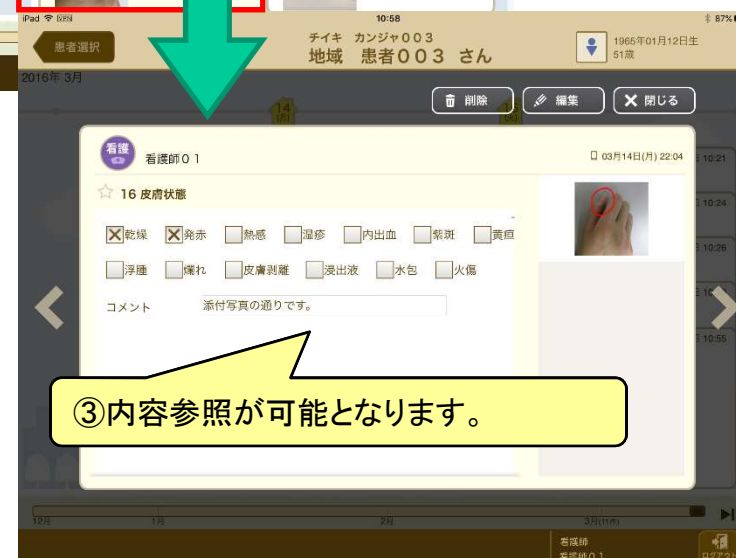 iPad VPN 10:58 87%
患者選択
チイキ カンジャ003
地域 患者003 さん
1965年01月12日生
51歳
2016年 3月
削除 編集 閉じる
14
(月)
看護 看護師01 03月14日(月) 22:04
10:21
16 皮膚状態
10:24
乾燥 発赤 熱感 湿疹 内出血 紫斑 黄疸
10:26
浮腫 爛れ 皮膚剥離 浸出液 水包 火傷
コメント 添付写真の通りです。
10:55
③内容参照が可能となります。
12月 1月 2月 3月(11件)
看護師
看護師01
ログアウト